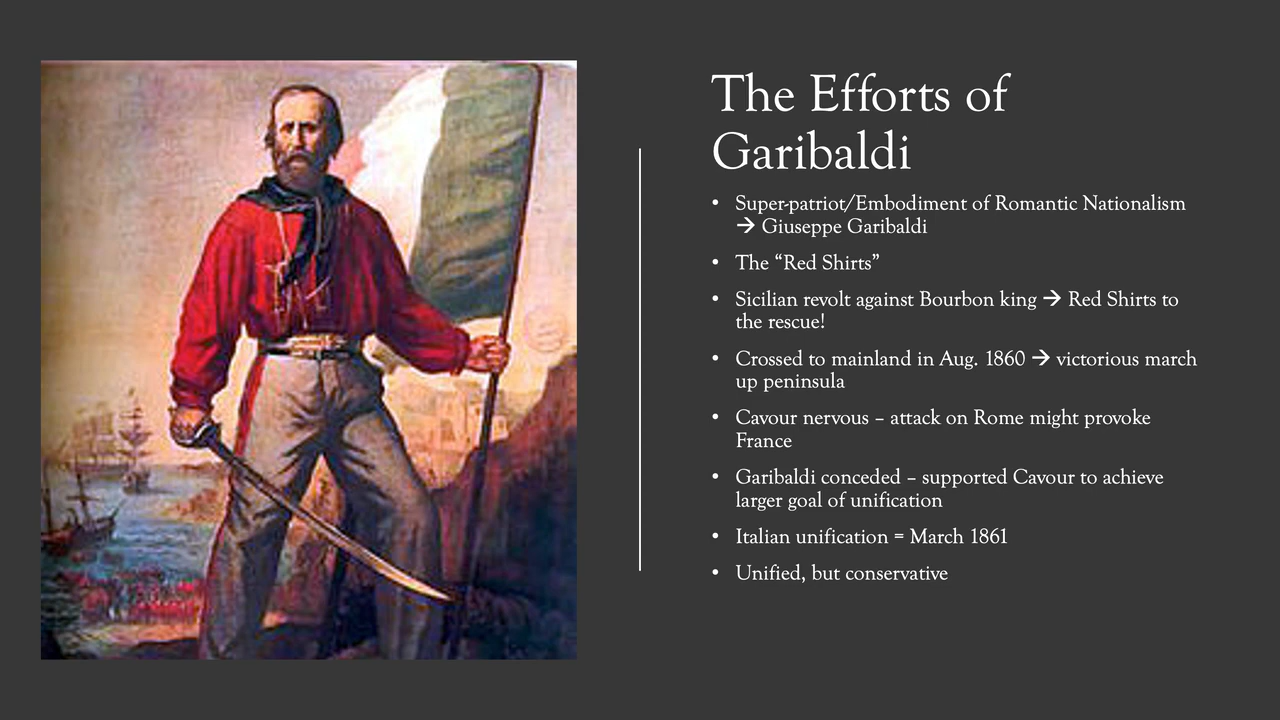 The Efforts of
Garibaldi
• Super-patriot/Embodiment of Romantic Nationalism
→ Giuseppe Garibaldi
• The “Red Shirts”
• Sicilian revolt against Bourbon king → Red Shirts to
the rescue!
• Crossed to mainland in Aug. 1860 → victorious march
up peninsula
• Cavour nervous – attack on Rome might provoke
France
• Garibaldi conceded – supported Cavour to achieve
larger goal of unification
• Italian unification = March 1861
• Unified, but conservative